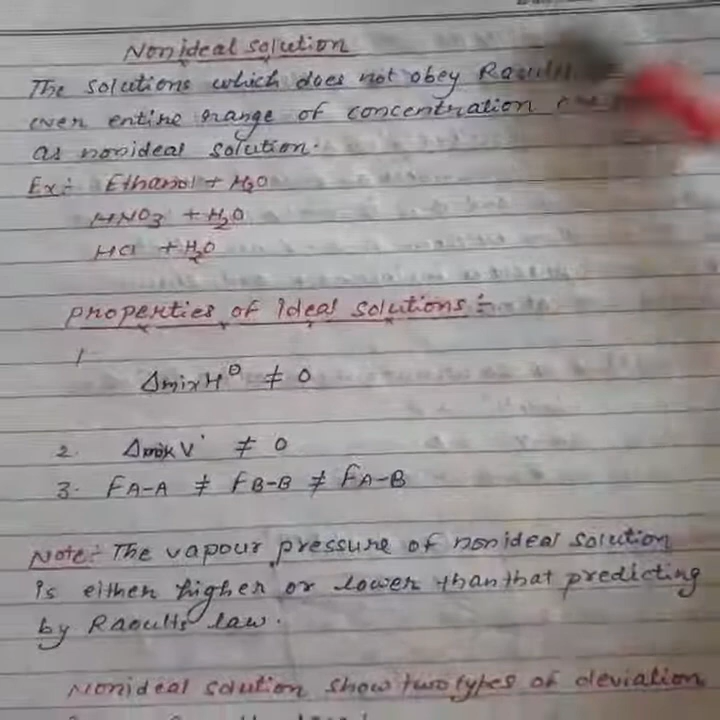 Nonideal solution
The solutions which does not obey Raoults
over entire range of concentration
as nonideal solution.
Ex:- Ethanol + H2O
HNO3 + H2O
HCl + H2O
Properties of ideal solutions :-
1.
ΔmixH° ≠ 0
2. ΔmixV ≠ 0
3. FA-A ≠ FB-B ≠ FA-B
Note:- The vapour pressure of nonideal solution
is either higher or lower than that predicting
by Raoults law.
Nonideal solution show two types of deviation